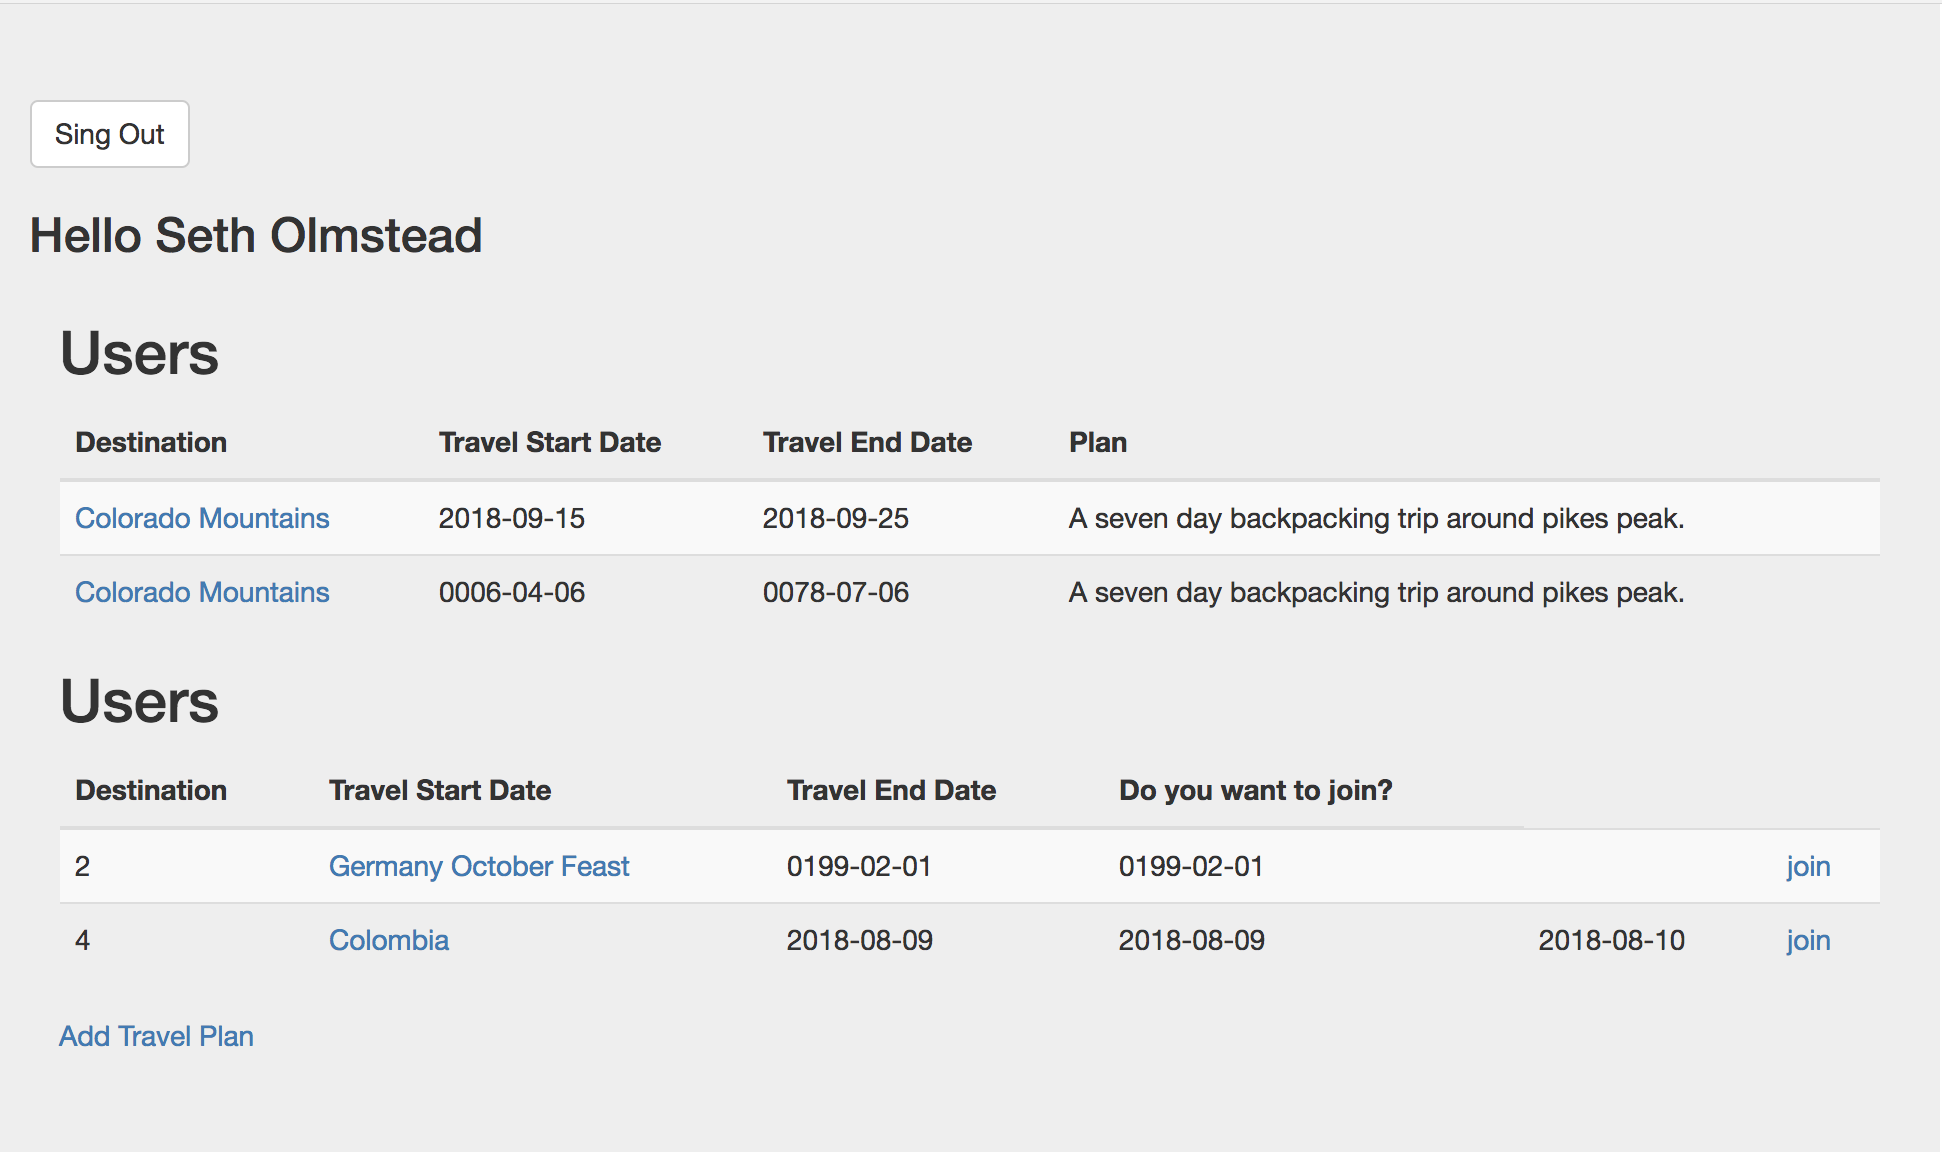 Sing Out
Hello Seth Olmstead
Users
Destination Travel Start Date Travel End Date Plan
Colorado Mountains 2018-09-15 2018-09-25 A seven day backpacking trip around pikes peak.
Colorado Mountains 0006-04-06 0078-07-06 A seven day backpacking trip around pikes peak.
Users
Destination Travel Start Date Travel End Date Do you want to join?
2 Germany October Feast 0199-02-01 0199-02-01 join
4 Colombia 2018-08-09 2018-08-09 2018-08-10 join
Add Travel Plan